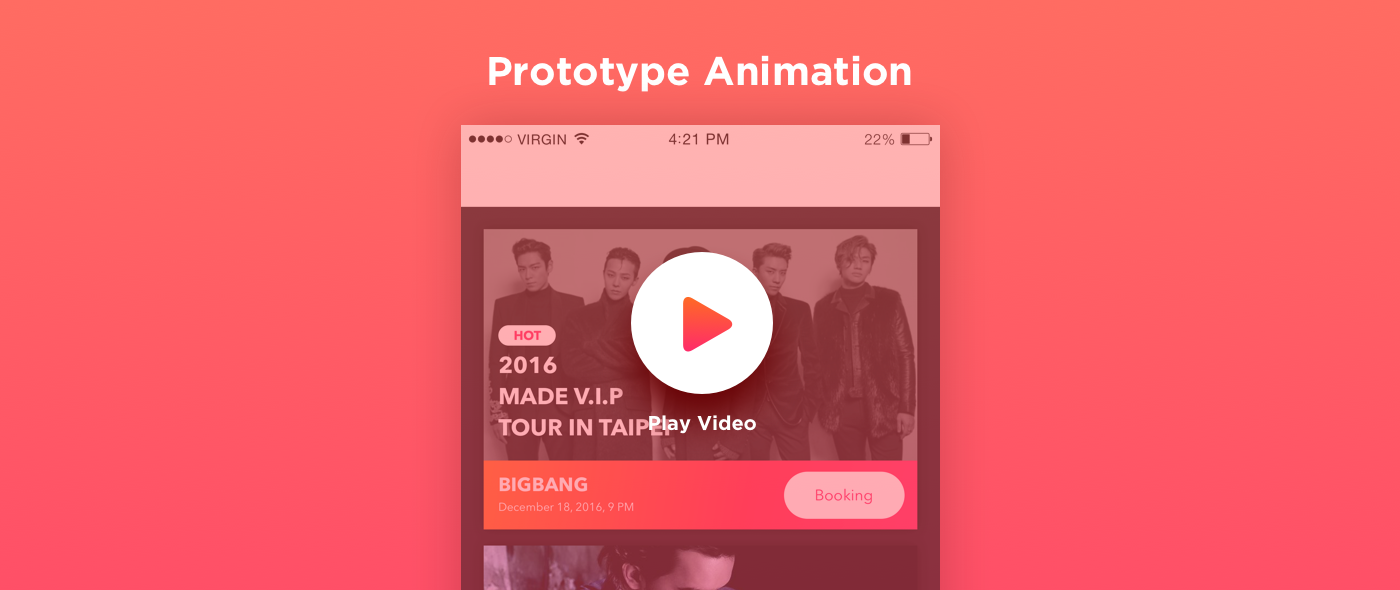 Prototype Animation
VIRGIN 4:21 PM 22%
HOT
2016
MADE V.I.P
TOUR IN TAIPEI
Play Video
BIGBANG
December 18, 2016, 9 PM
Booking